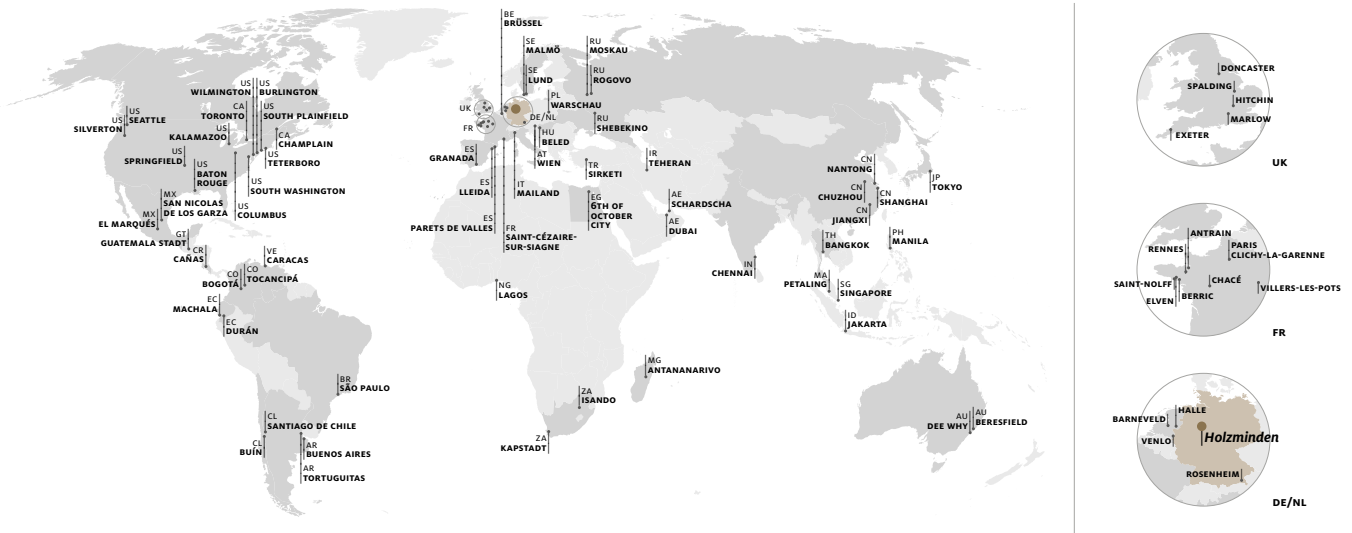 BE
BRÜSSEL
SE
MALMÖ
RU
MOSKAU
SE
LUND
RU
ROGOVO
PL
WARSCHAU
UK
DE/NL
FR
RU
SHEBEKINO
HU
BELED
AT
WIEN
ES
GRANADA
TR
SIRKETI
IR
TEHERAN
ES
LLEIDA
IT
MAILAND
EG
6TH OF
OCTOBER
CITY
AE
SCHARDSCHA
AE
DUBAI
ES
PARETS DE VALLES
FR
SAINT-CÉZAIRE-
SUR-SIAGNE
US
WILMINGTON
US
BURLINGTON
CA
TORONTO
US
SOUTH PLAINFIELD
US
SEATTLE
US
SILVERTON
US
KALAMAZOO
CA
CHAMPLAIN
US
SPRINGFIELD
US
TETERBORO
US
BATON
ROUGE
US
SOUTH WASHINGTON
MX
SAN NICOLAS
DE LOS GARZA
US
COLUMBUS
MX
EL MARQUÉS
GT
GUATEMALA STADT
CR
CAÑAS
VE
CARACAS
CO
BOGOTÁ
CO
TOCANCIPÁ
EC
MACHALA
EC
DURÁN
BR
SÃO PAULO
CL
SANTIAGO DE CHILE
CL
BUÍN
AR
BUENOS AIRES
AR
TORTUGUITAS
NG
LAGOS
MG
ANTANANARIVO
ZA
ISANDO
ZA
KAPSTADT
CN
NANTONG
JP
TOKYO
CN
CHUZHOU
CN
SHANGHAI
CN
JIANGXI
TH
BANGKOK
PH
MANILA
IN
CHENNAI
MA
PETALING
SG
SINGAPORE
ID
JAKARTA
AU
DEE WHY
AU
BERESFIELD
DONCASTER
SPALDING
HITCHIN
MARLOW
EXETER
UK
ANTRAIN
RENNES
PARIS
CLICHY-LA-GARENNE
SAINT-NOLFF
CHACÉ
BERRIC
ELVEN
VILLERS-LES-POTS
FR
BARNEVELD
HALLE
VENLO
Holzminden
ROSENHEIM
DE/NL